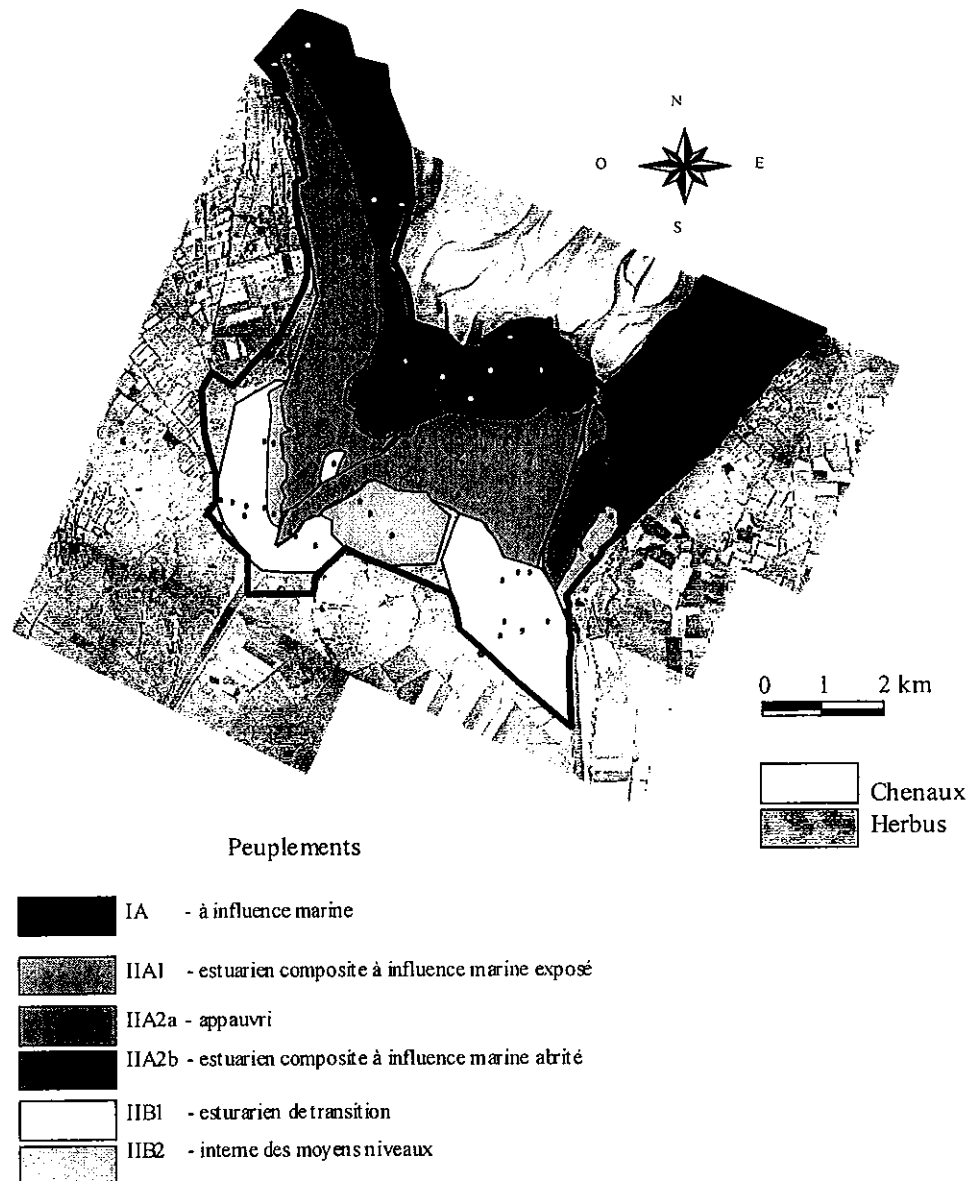 N
O E
S
0 1 2 km
Chenaux
Herbus
Peuplements
IA - à influence marine
IIA1 - estuarien composite à influence marine exposé
IIA2a - appauvri
IIA2b - estuarien composite à influence marine abrité
IIB1 - esturarien de transition
IIB2 - interne des moyens niveaux